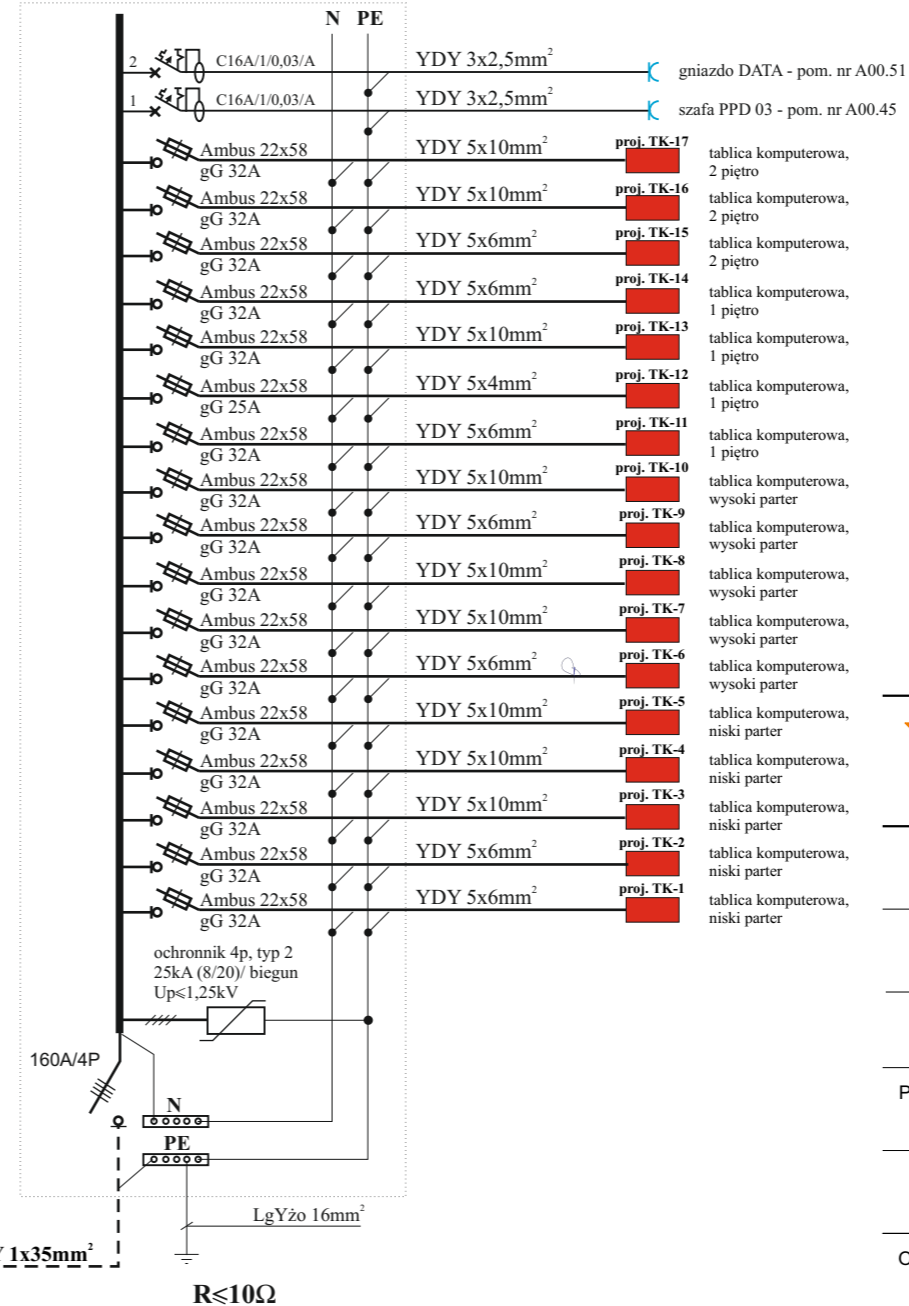 N PE
2 C16A/1/0,03/A YDY 3x2,5mm² gniazdo DATA - pom. nr A00.51
1 C16A/1/0,03/A YDY 3x2,5mm² szafa PPD 03 - pom. nr A00.45
Ambus 22x58 YDY 5x10mm² proj. TK-17 tablica komputerowa,
gG 32A 2 piętro
Ambus 22x58 YDY 5x10mm² proj. TK-16 tablica komputerowa,
gG 32A 2 piętro
Ambus 22x58 YDY 5x6mm² proj. TK-15 tablica komputerowa,
gG 32A 2 piętro
Ambus 22x58 YDY 5x6mm² proj. TK-14 tablica komputerowa,
gG 32A 1 piętro
Ambus 22x58 YDY 5x10mm² proj. TK-13 tablica komputerowa,
gG 32A 1 piętro
Ambus 22x58 YDY 5x4mm² proj. TK-12 tablica komputerowa,
gG 25A 1 piętro
Ambus 22x58 YDY 5x6mm² proj. TK-11 tablica komputerowa,
gG 32A 1 piętro
Ambus 22x58 YDY 5x10mm² proj. TK-10 tablica komputerowa,
gG 32A wysoki parter
Ambus 22x58 YDY 5x6mm² proj. TK-9 tablica komputerowa,
gG 32A wysoki parter
Ambus 22x58 YDY 5x10mm² proj. TK-8 tablica komputerowa,
gG 32A wysoki parter
Ambus 22x58 YDY 5x10mm² proj. TK-7 tablica komputerowa,
gG 32A wysoki parter
Ambus 22x58 YDY 5x6mm² proj. TK-6 tablica komputerowa,
gG 32A wysoki parter
Ambus 22x58 YDY 5x10mm² proj. TK-5 tablica komputerowa,
gG 32A niski parter
Ambus 22x58 YDY 5x10mm² proj. TK-4 tablica komputerowa,
gG 32A niski parter
Ambus 22x58 YDY 5x10mm² proj. TK-3 tablica komputerowa,
gG 32A niski parter
Ambus 22x58 YDY 5x6mm² proj. TK-2 tablica komputerowa,
gG 32A niski parter
Ambus 22x58 YDY 5x6mm² proj. TK-1 tablica komputerowa,
gG 32A niski parter
ochronnik 4p, typ 2
25kA (8/20)/ biegun
Up≤1,25kV
160A/4P
N
PE
LgYżo 16mm²
1x35mm²
R≤10Ω